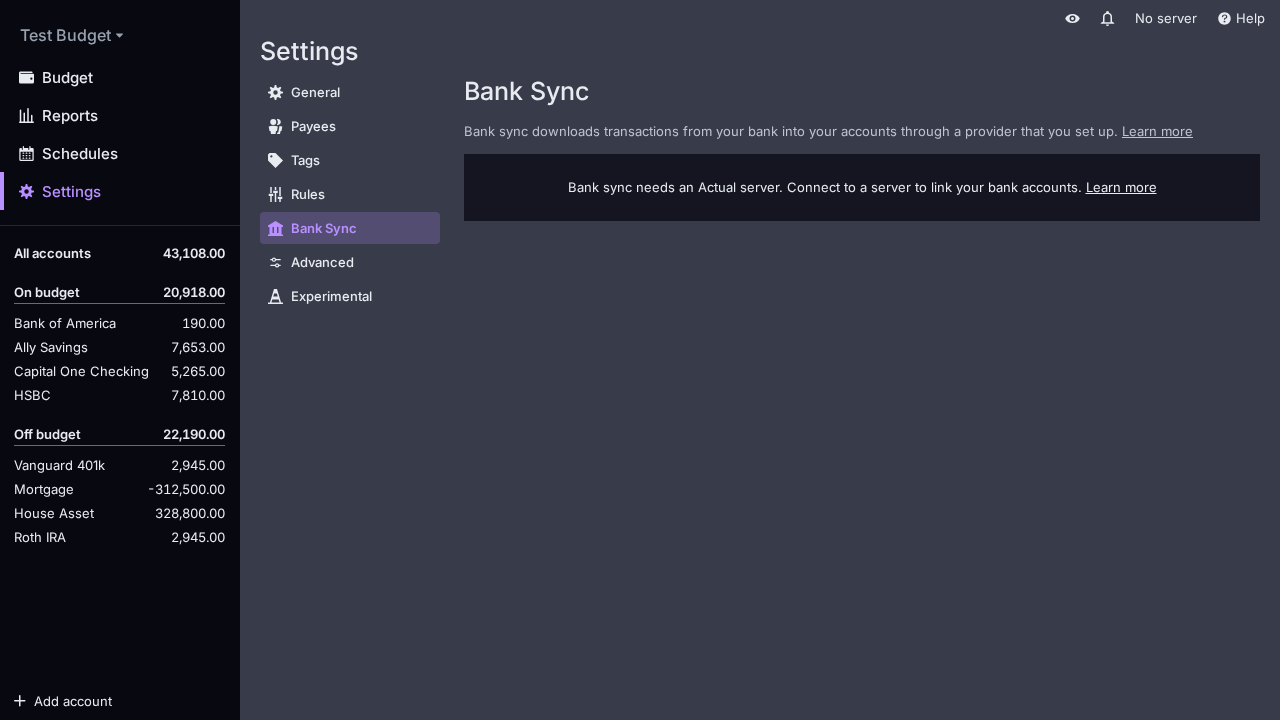 Test Budget
Budget
Reports
Schedules
Settings
All accounts 43,108.00
On budget 20,918.00
Bank of America 190.00
Ally Savings 7,653.00
Capital One Checking 5,265.00
HSBC 7,810.00
Off budget 22,190.00
Vanguard 401k 2,945.00
Mortgage -312,500.00
House Asset 328,800.00
Roth IRA 2,945.00
Add account
No server Help
Settings
General
Payees
Tags
Rules
Bank Sync
Advanced
Experimental
Bank Sync
Bank sync downloads transactions from your bank into your accounts through a provider that you set up. Learn more
Bank sync needs an Actual server. Connect to a server to link your bank accounts. Learn more